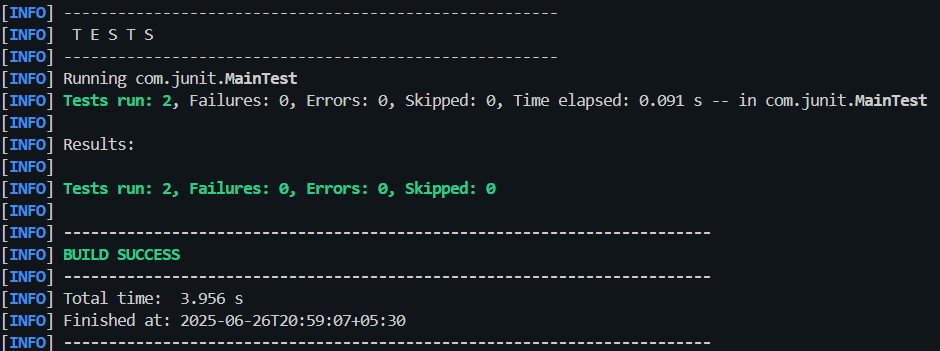 [INFO] ------------------------------------------------------
[INFO]  T E S T S
[INFO] ------------------------------------------------------
[INFO] Running com.junit.MainTest
[INFO] Tests run: 2, Failures: 0, Errors: 0, Skipped: 0, Time elapsed: 0.091 s -- in com.junit.MainTest
[INFO]
[INFO] Results:
[INFO]
[INFO] Tests run: 2, Failures: 0, Errors: 0, Skipped: 0
[INFO]
[INFO] ------------------------------------------------------------------------
[INFO] BUILD SUCCESS
[INFO] ------------------------------------------------------------------------
[INFO] Total time:  3.956 s
[INFO] Finished at: 2025-06-26T20:59:07+05:30
[INFO] ------------------------------------------------------------------------